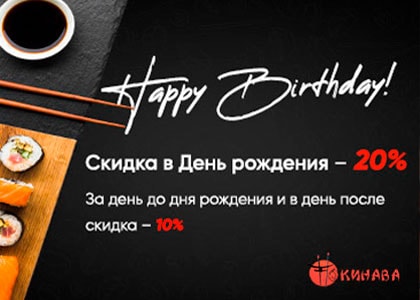 Happy Birthday!
Скидка в День рождения – 20%
За день до дня рождения и в день после
скидка – 10%
ОКИНАВА